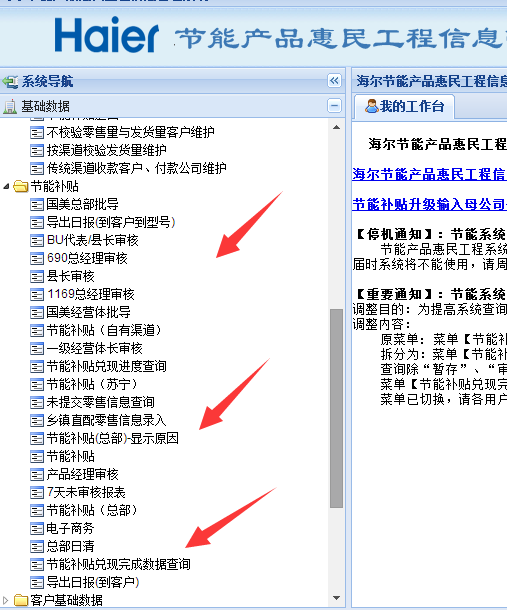 Haier 节能产品惠民工程信息
系统导航
基础数据
不校验零售量与发货量客户维护
按渠道校验发货量维护
传统渠道收款客户、付款公司维护
节能补贴
国美总部批导
导出日报(到客户到型号)
BU代表/县长审核
690总经理审核
县长审核
1169总经理审核
国美经营体批导
节能补贴（自有渠道）
一级经营体长审核
节能补贴兑现进度查询
节能补贴（苏宁）
未提交零售信息查询
乡镇直配零售信息录入
节能补贴(总部)-显示原因
节能补贴
产品经理审核
7天未审核报表
节能补贴（总部）
电子商务
总部日清
节能补贴兑现完成数据查询
导出日报(到客户)
客户基础数据
海尔节能产品惠民工程信息
我的工作台
海尔节能产品惠民工程
海尔节能产品惠民工程信
节能补贴升级输入母公司
【停机通知】：节能系统
节能产品惠民工程系统
届时系统将不能使用，请周
【重要通知】：节能系统
调整目的：为提高系统查询
调整内容：
原菜单：菜单【节能补
拆分为：菜单【节能补
查询除“暂存”、“审
菜单【节能补贴兑现完
菜单已切换，请各用户